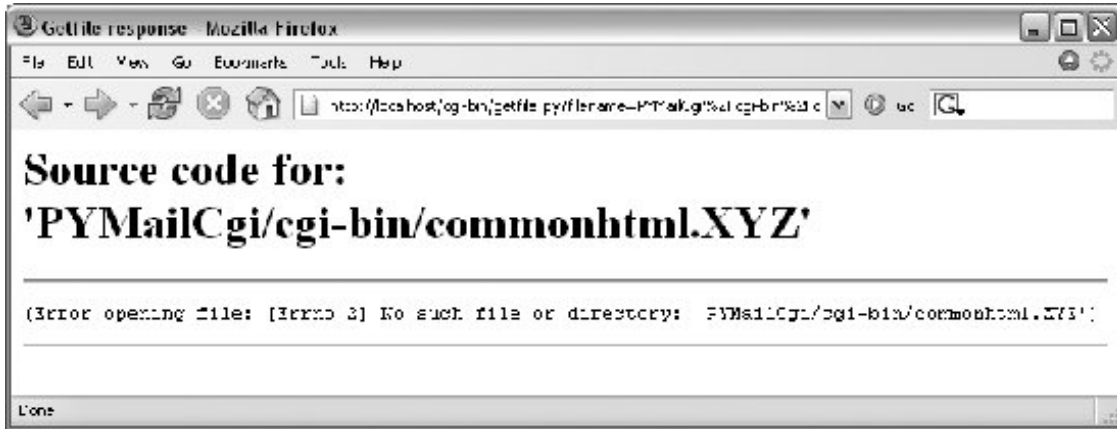 Getfile response - Mozilla Firefox
File Edit View Go Bookmarks Tools Help
Go
Source code for:
'PYMailCgi/cgi-bin/commonhtml.XYZ'
(Error opening file: [Errno 2] No such file or directory: 'PYMailCgi/cgi-bin/commonhtml.XYZ')
Done